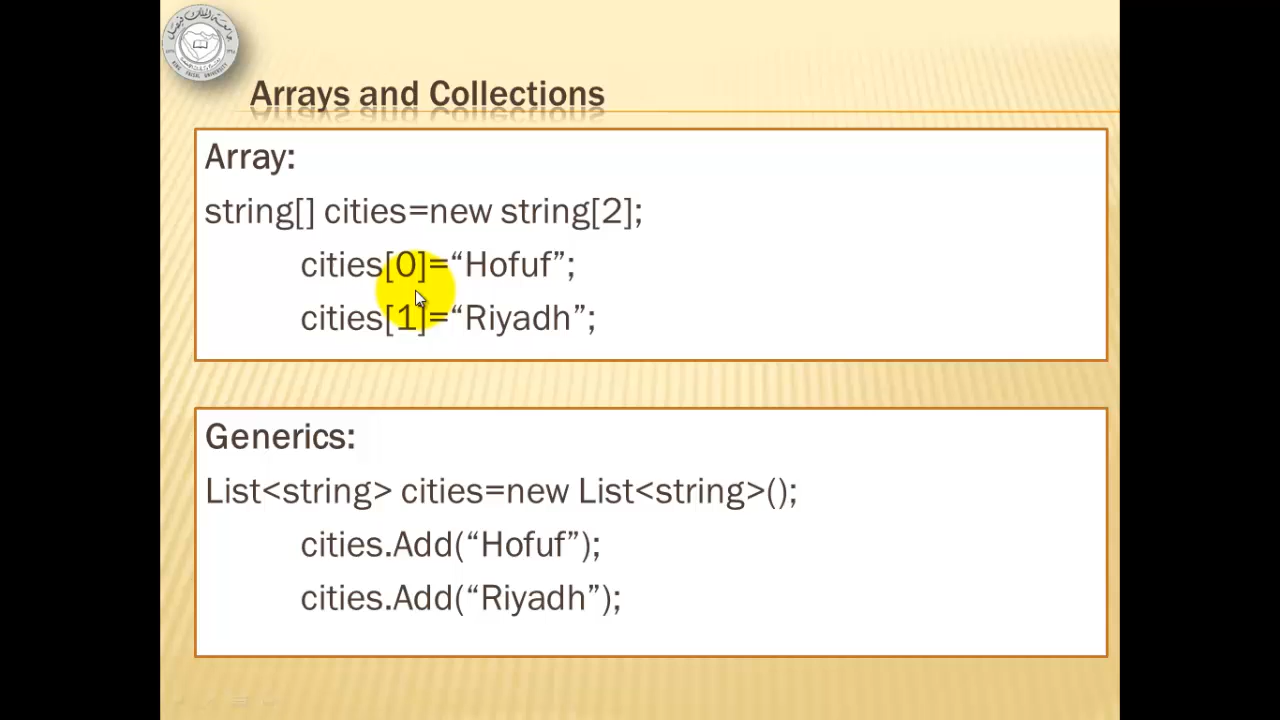 Arrays and Collections
Array:
string[] cities=new string[2];
cities[0]=“Hofuf”;
cities[1]=“Riyadh”;
Generics:
List<string> cities=new List<string>();
cities.Add(“Hofuf”);
cities.Add(“Riyadh”);